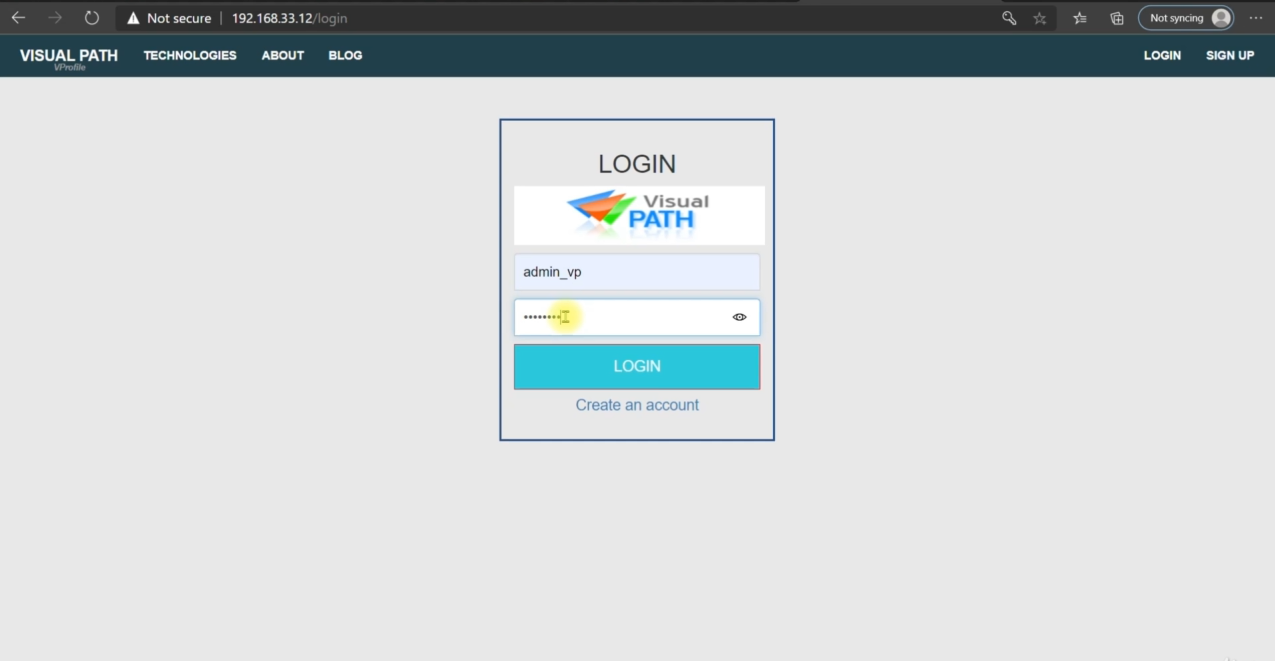 Not secure | 192.168.33.12/login Not syncing
VISUAL PATH TECHNOLOGIES ABOUT BLOG LOGIN SIGN UP
VProfile
LOGIN
Visual
PATH
admin_vp
••••••••
LOGIN
Create an account